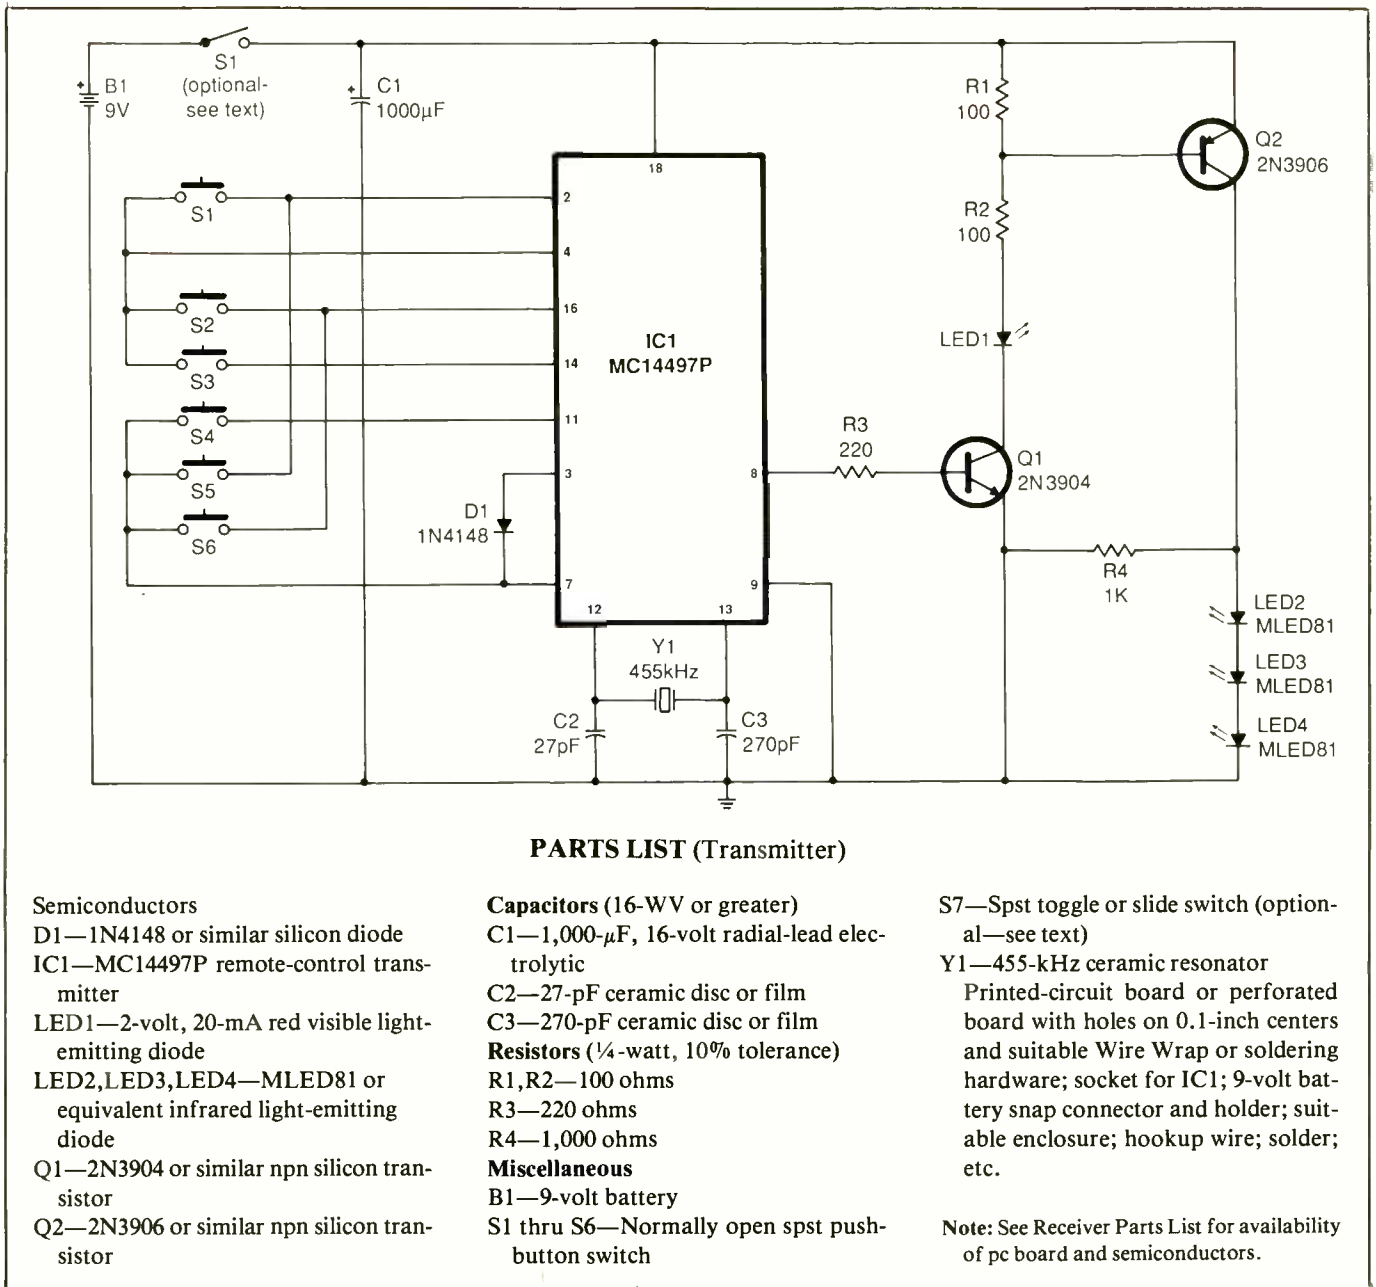 S1
(optional-
see text)
+ B1
9V
+ C1
1000μF
R1
100
Q2
2N3906
18
S1
2
R2
100
4
S2
16
LED1
IC1
MC14497P
S3
14
S4
11
R3
220
Q1
2N3904
S5
3
8
D1
1N4148
S6
R4
1K
7
9
12
13
LED2
MLED81
Y1
455kHz
LED3
MLED81
C2
27pF
C3
270pF
LED4
MLED81
PARTS LIST (Transmitter)
Semiconductors
D1—1N4148 or similar silicon diode
IC1—MC14497P remote-control trans-
mitter
LED1—2-volt, 20-mA red visible light-
emitting diode
LED2,LED3,LED4—MLED81 or
equivalent infrared light-emitting
diode
Q1—2N3904 or similar npn silicon tran-
sistor
Q2—2N3906 or similar npn silicon tran-
sistor
Capacitors (16-WV or greater)
C1—1,000-μF, 16-volt radial-lead elec-
trolytic
C2—27-pF ceramic disc or film
C3—270-pF ceramic disc or film
Resistors (¼-watt, 10% tolerance)
R1,R2—100 ohms
R3—220 ohms
R4—1,000 ohms
Miscellaneous
B1—9-volt battery
S1 thru S6—Normally open spst push-
button switch
S7—Spst toggle or slide switch (option-
al—see text)
Y1—455-kHz ceramic resonator
Printed-circuit board or perforated
board with holes on 0.1-inch centers
and suitable Wire Wrap or soldering
hardware; socket for IC1; 9-volt bat-
tery snap connector and holder; suit-
able enclosure; hookup wire; solder;
etc.
Note: See Receiver Parts List for availability
of pc board and semiconductors.